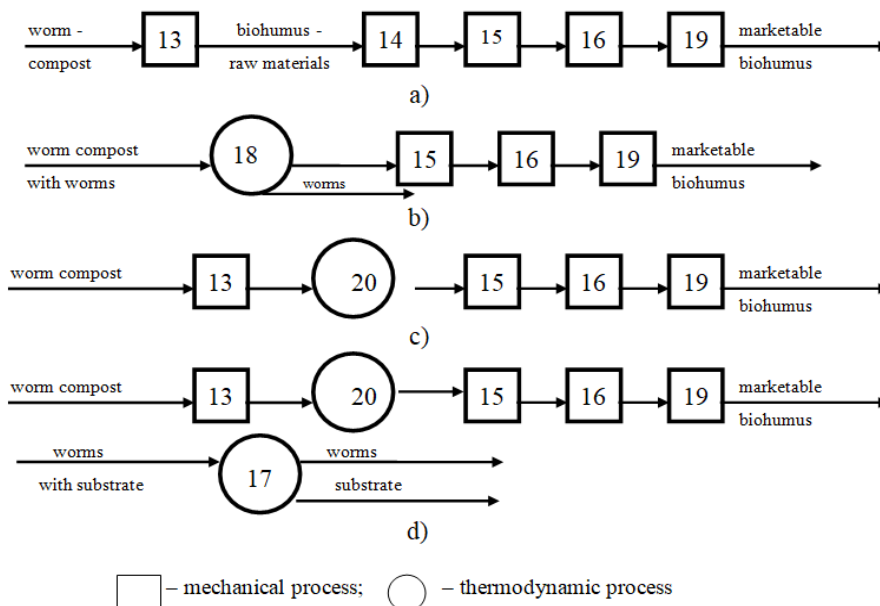 worm - biohumus - marketable
13 14 15 16 19
compost raw materials biohumus
a)
worm compost marketable
18 15 16 19
with worms worms biohumus
b)
worm compost marketable
13 20 15 16 19
biohumus
c)
worm compost marketable
13 20 15 16 19
biohumus
worms worms
17
with substrate substrate
d)
– mechanical process; – thermodynamic process